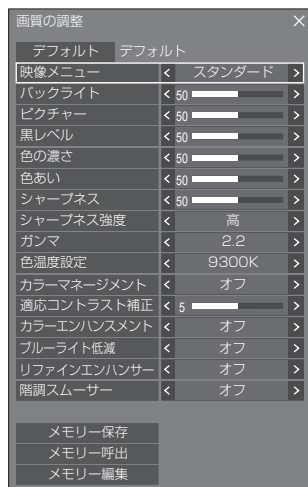 画質の調整 ×
デフォルト デフォルト
映像メニュー < スタンダード >
バックライト < 50 >
ピクチャー < 50 >
黒レベル < 50 >
色の濃さ < 50 >
色あい < 50 >
シャープネス < 50 >
シャープネス強度 < 高 >
ガンマ < 2.2 >
色温度設定 < 9300K >
カラーマネージメント < オフ >
適応コントラスト補正 < 5 >
カラーエンハンスメント < オフ >
ブルーライト低減 < オフ >
リファインエンハンサー < オフ >
階調スムーサー < オフ >
メモリー保存
メモリー呼出
メモリー編集